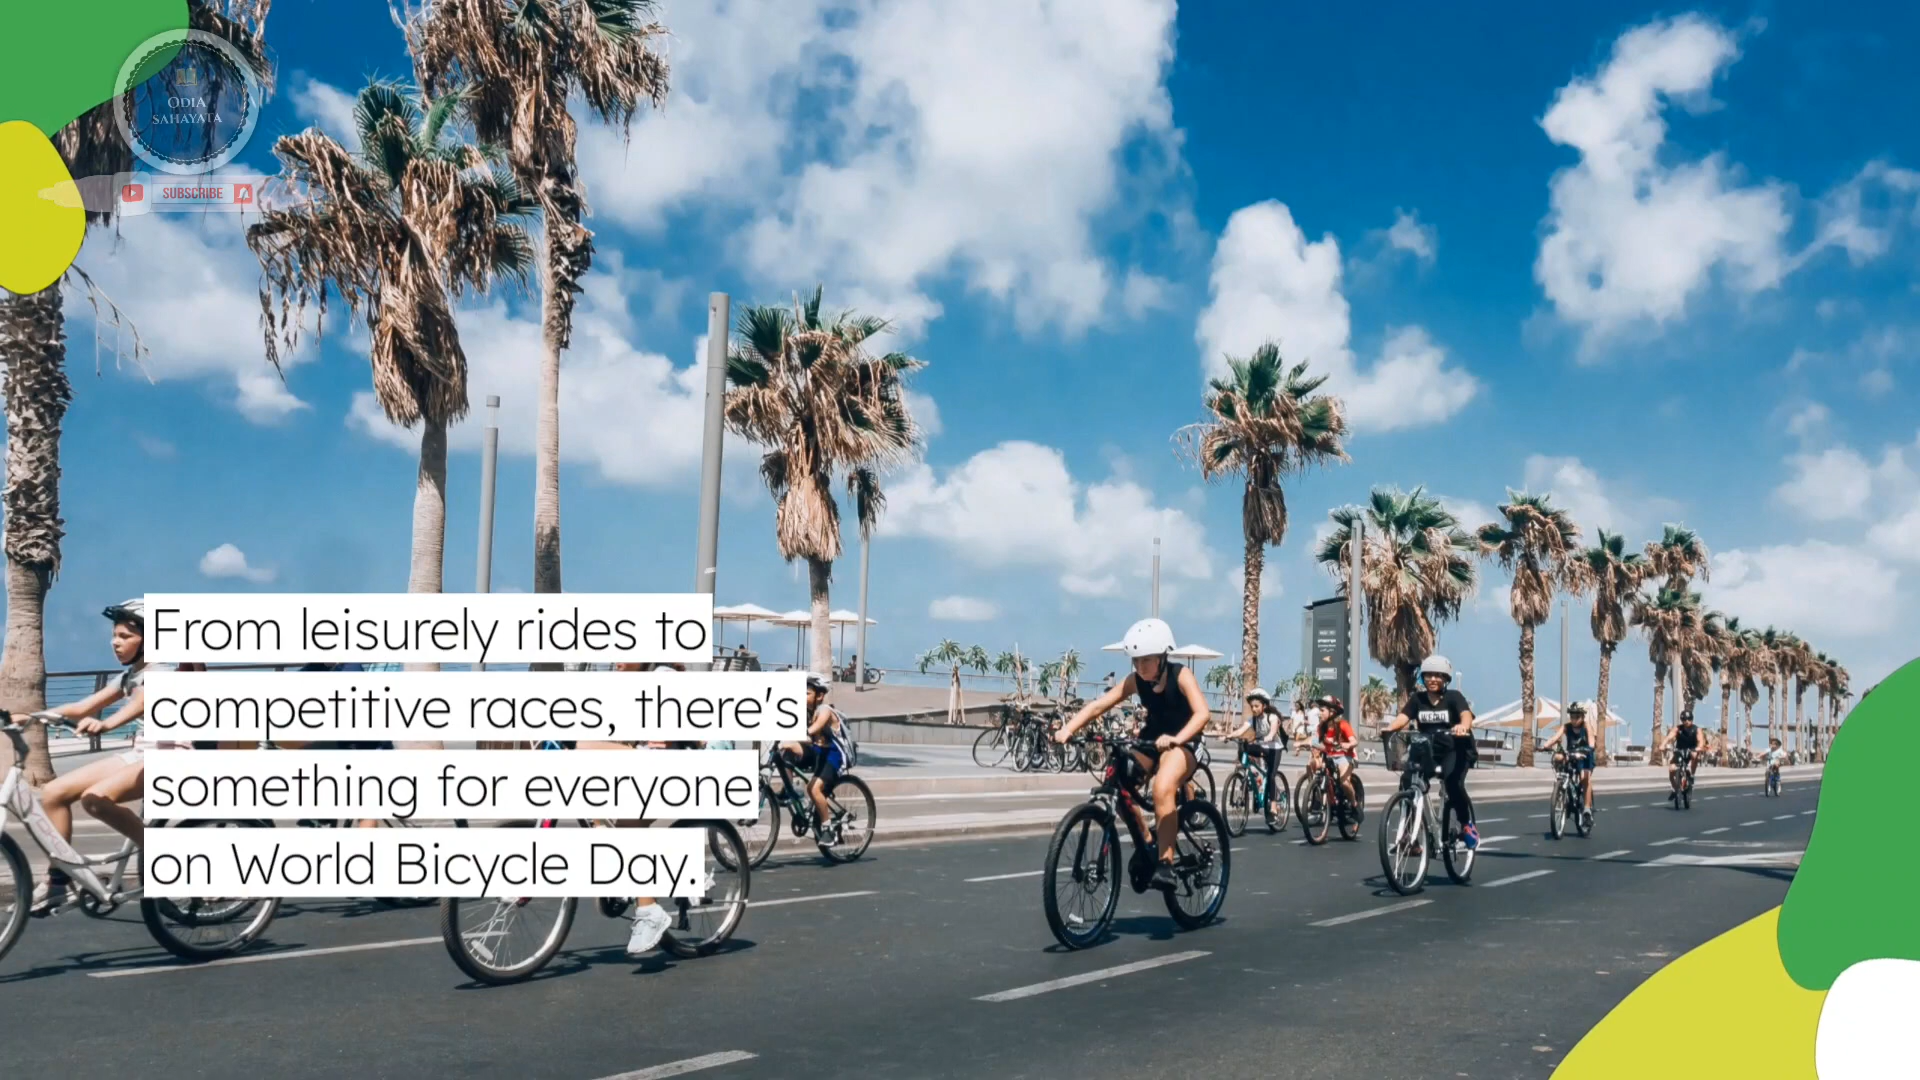 ODIA
SAHAYATA
SUBSCRIBE
From leisurely rides to
competitive races, there's
something for everyone
on World Bicycle Day.